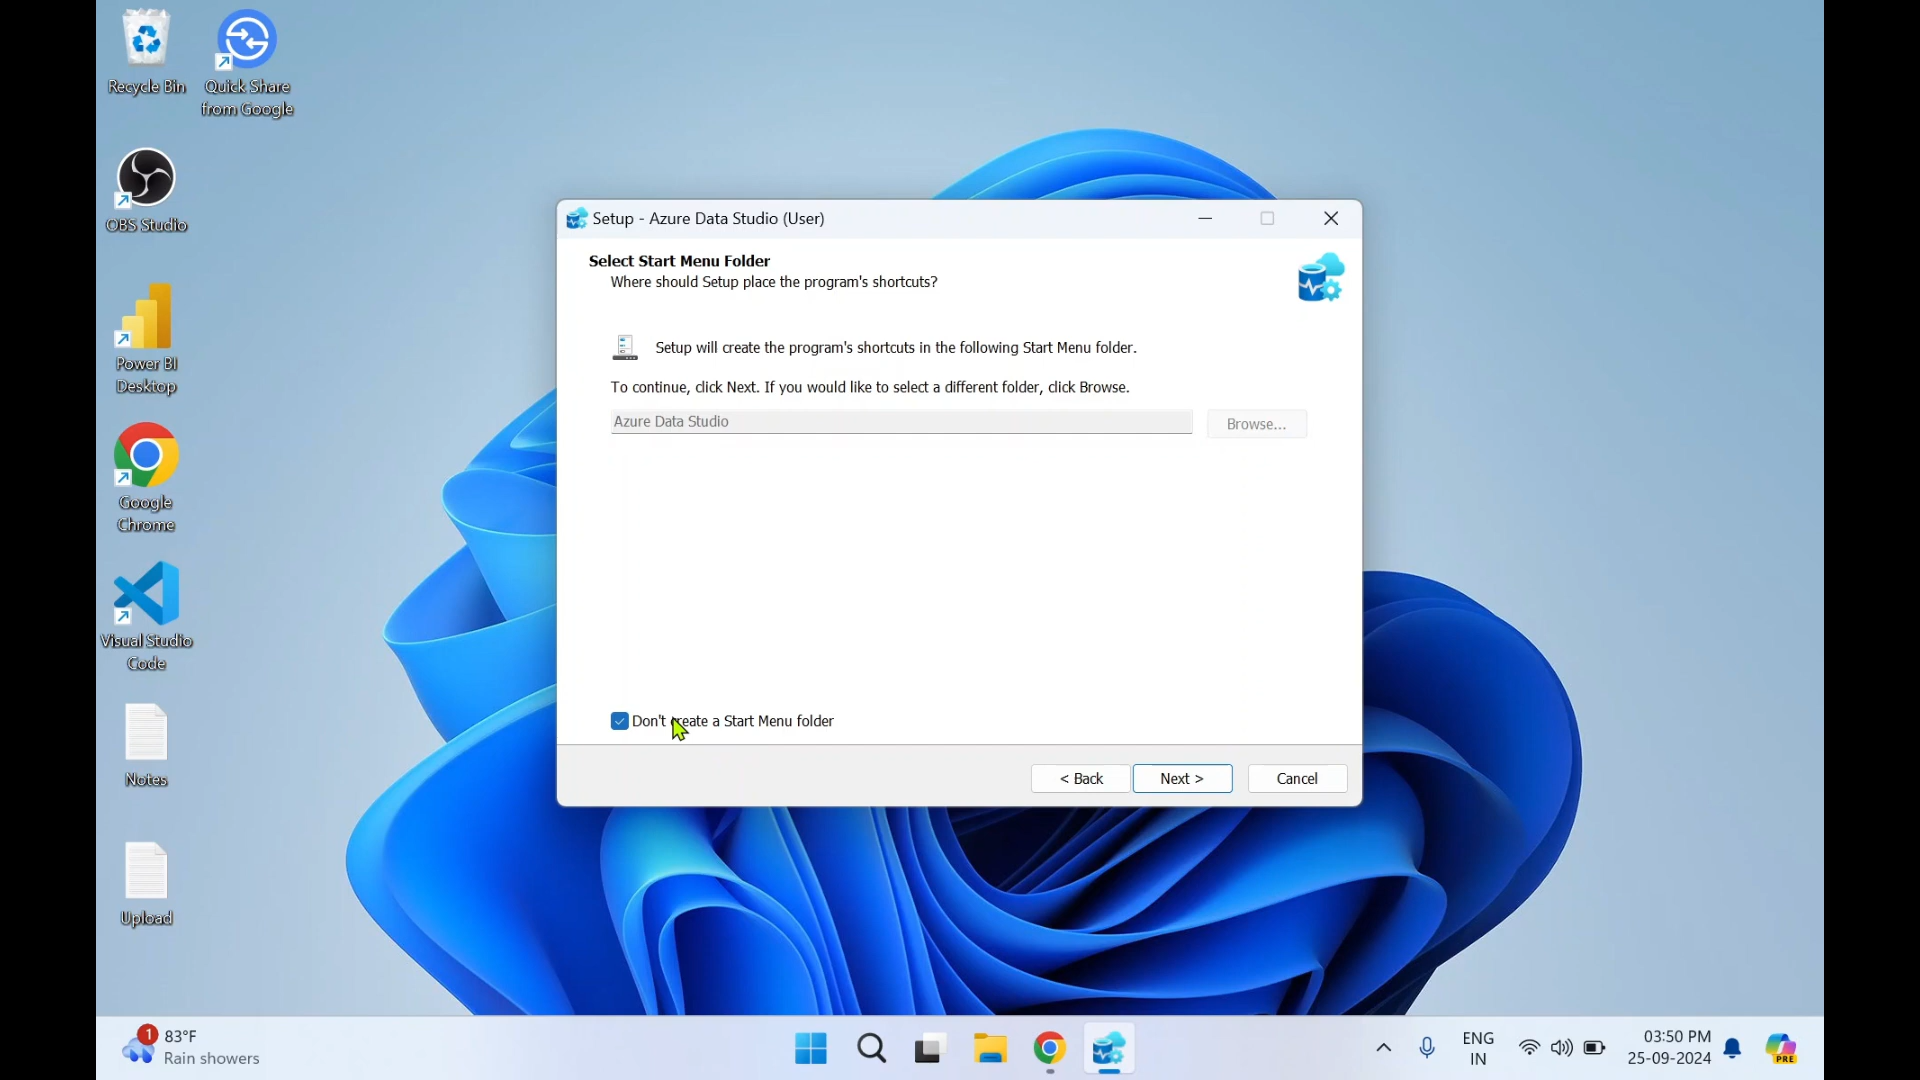 Recycle Bin
Quick Share
from Google
OBS Studio
Power BI
Desktop
Google
Chrome
Visual Studio
Code
Notes
Upload
Setup - Azure Data Studio (User)
Select Start Menu Folder
Where should Setup place the program's shortcuts?
Setup will create the program's shortcuts in the following Start Menu folder.
To continue, click Next. If you would like to select a different folder, click Browse.
Azure Data Studio
Browse...
Don't create a Start Menu folder
< Back
Next >
Cancel
1
83°F
Rain showers
ENG
IN
03:50 PM
25-09-2024
PRE